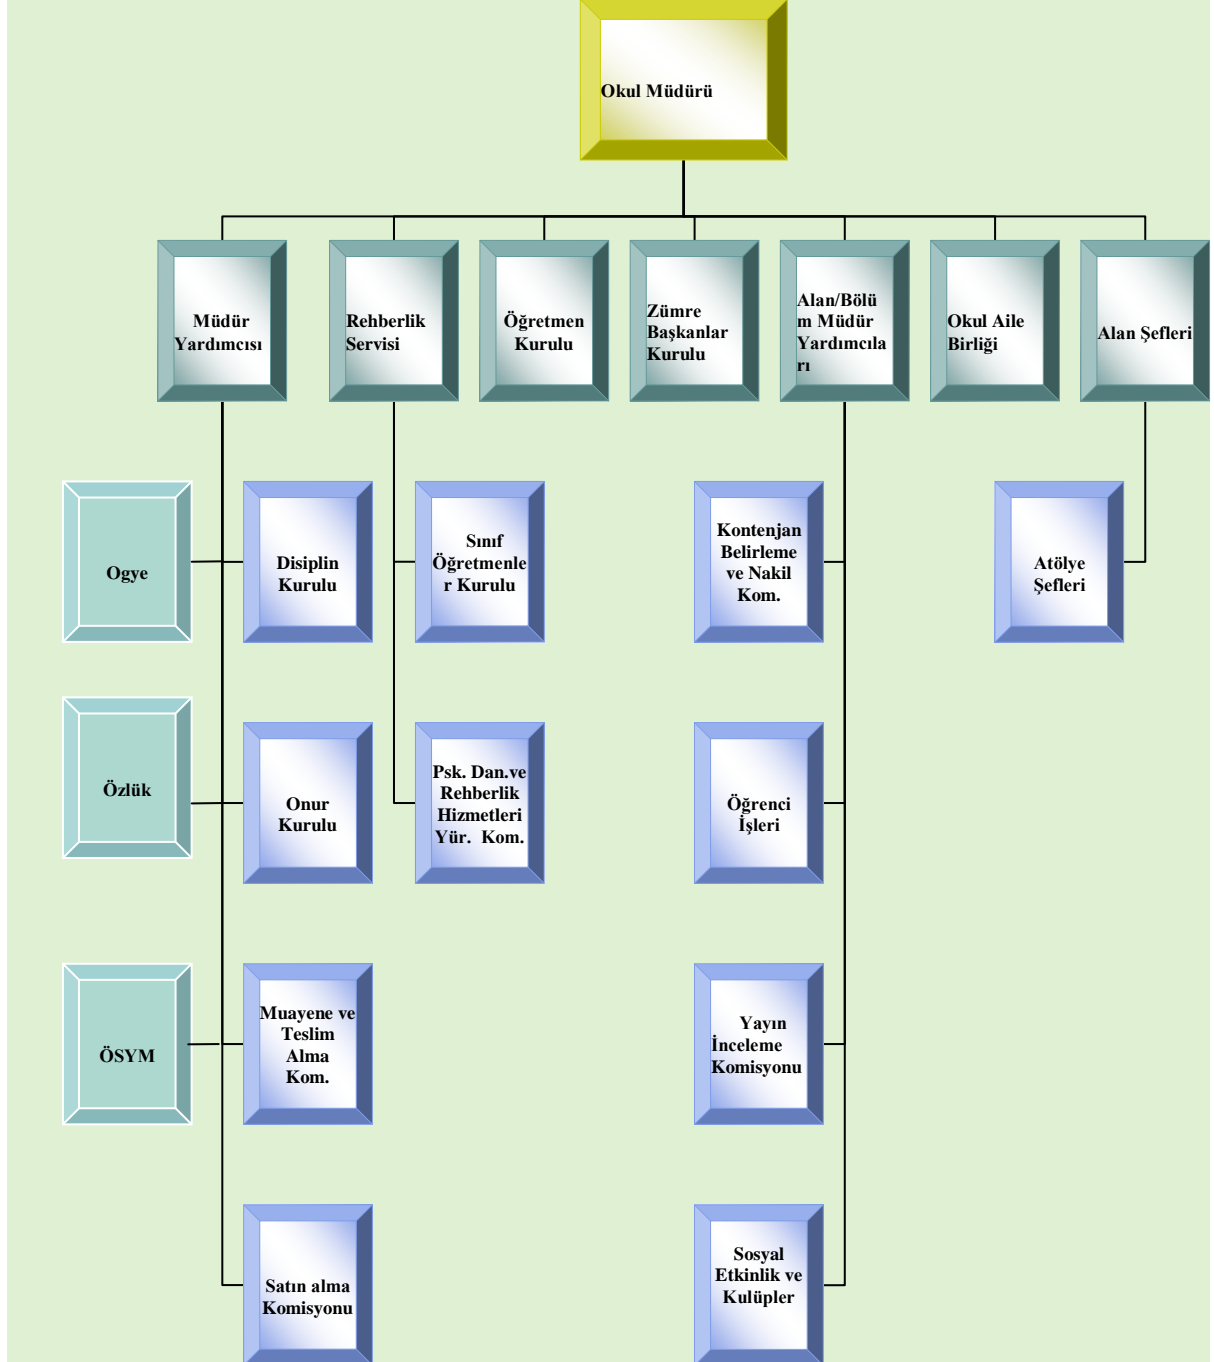 Okul Müdürü
Müdür
Yardımcısı
Rehberlik
Servisi
Öğretmen
Kurulu
Zümre
Başkanlar
Kurulu
Alan/Bölü
m Müdür
Yardımcıla
rı
Okul Aile
Birliği
Alan Şefleri
Ogye
Disiplin
Kurulu
Sınıf
Öğretmenle
r Kurulu
Kontenjan
Belirleme
ve Nakil
Kom.
Atölye
Şefleri
Özlük
Onur
Kurulu
Psk. Dan.ve
Rehberlik
Hizmetleri
Yür. Kom.
Öğrenci
İşleri
ÖSYM
Muayene ve
Teslim
Alma
Kom.
Yayın
İnceleme
Komisyonu
Satın alma
Komisyonu
Sosyal
Etkinlik ve
Kulüpler